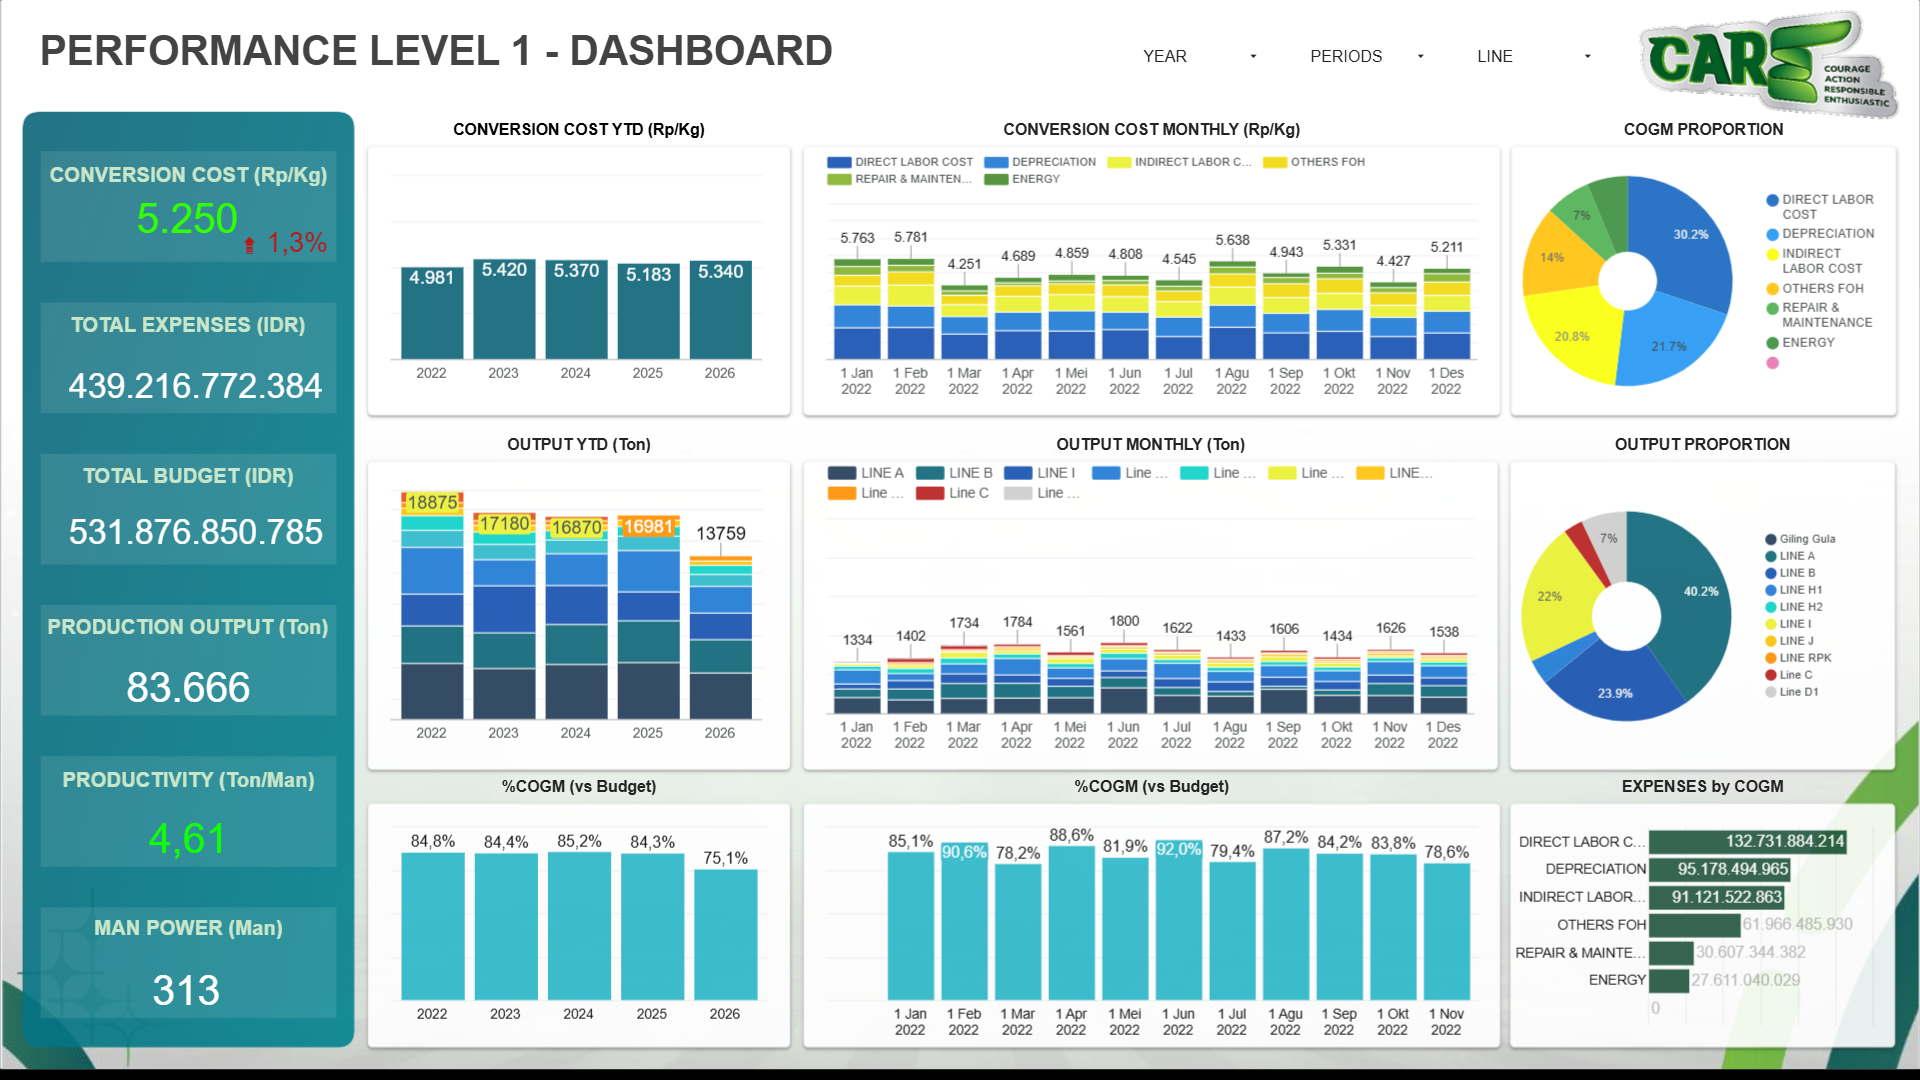 PERFORMANCE LEVEL 1 - DASHBOARD
YEAR
PERIODS
LINE
CARE
COURAGE
ACTION
RESPONSIBLE
ENTHUSIASTIC
CONVERSION COST (Rp/Kg)
5.250
1,3%
TOTAL EXPENSES (IDR)
439.216.772.384
TOTAL BUDGET (IDR)
531.876.850.785
PRODUCTION OUTPUT (Ton)
83.666
PRODUCTIVITY (Ton/Man)
4,61
MAN POWER (Man)
313
CONVERSION COST YTD (Rp/Kg)
4.981 5.420 5.370 5.183 5.340
2022 2023 2024 2025 2026
CONVERSION COST MONTHLY (Rp/Kg)
DIRECT LABOR COST DEPRECIATION INDIRECT LABOR C... OTHERS FOH
REPAIR & MAINTEN... ENERGY
5.763 5.781 4.251 4.689 4.859 4.808 4.545 5.638 4.943 5.331 4.427 5.211
1 Jan 1 Feb 1 Mar 1 Apr 1 Mei 1 Jun 1 Jul 1 Agu 1 Sep 1 Okt 1 Nov 1 Des
2022 2022 2022 2022 2022 2022 2022 2022 2022 2022 2022 2022
COGM PROPORTION
30.2%
21.7%
20.8%
14%
7%
DIRECT LABOR
COST
DEPRECIATION
INDIRECT
LABOR COST
OTHERS FOH
REPAIR &
MAINTENANCE
ENERGY
OUTPUT YTD (Ton)
18875 17180 16870 16981 13759
2022 2023 2024 2025 2026
OUTPUT MONTHLY (Ton)
LINE A LINE B LINE I Line ... Line ... Line ... LINE...
Line ... Line C Line ...
1334 1402 1734 1784 1561 1800 1622 1433 1606 1434 1626 1538
1 Jan 1 Feb 1 Mar 1 Apr 1 Mei 1 Jun 1 Jul 1 Agu 1 Sep 1 Okt 1 Nov 1 Des
2022 2022 2022 2022 2022 2022 2022 2022 2022 2022 2022 2022
OUTPUT PROPORTION
40.2%
23.9%
22%
7%
Giling Gula
LINE A
LINE B
LINE H1
LINE H2
LINE I
LINE J
LINE RPK
Line C
Line D1
%COGM (vs Budget)
84,8% 84,4% 85,2% 84,3% 75,1%
2022 2023 2024 2025 2026
%COGM (vs Budget)
85,1% 90,6% 78,2% 88,6% 81,9% 92,0% 79,4% 87,2% 84,2% 83,8% 78,6%
1 Jan 1 Feb 1 Mar 1 Apr 1 Mei 1 Jun 1 Jul 1 Agu 1 Sep 1 Okt 1 Nov
2022 2022 2022 2022 2022 2022 2022 2022 2022 2022 2022
EXPENSES by COGM
DIRECT LABOR C... 132.731.884.214
DEPRECIATION 95.178.494.965
INDIRECT LABOR... 91.121.522.863
OTHERS FOH 61.966.485.930
REPAIR & MAINTE... 30.607.344.382
ENERGY 27.611.040.029
0